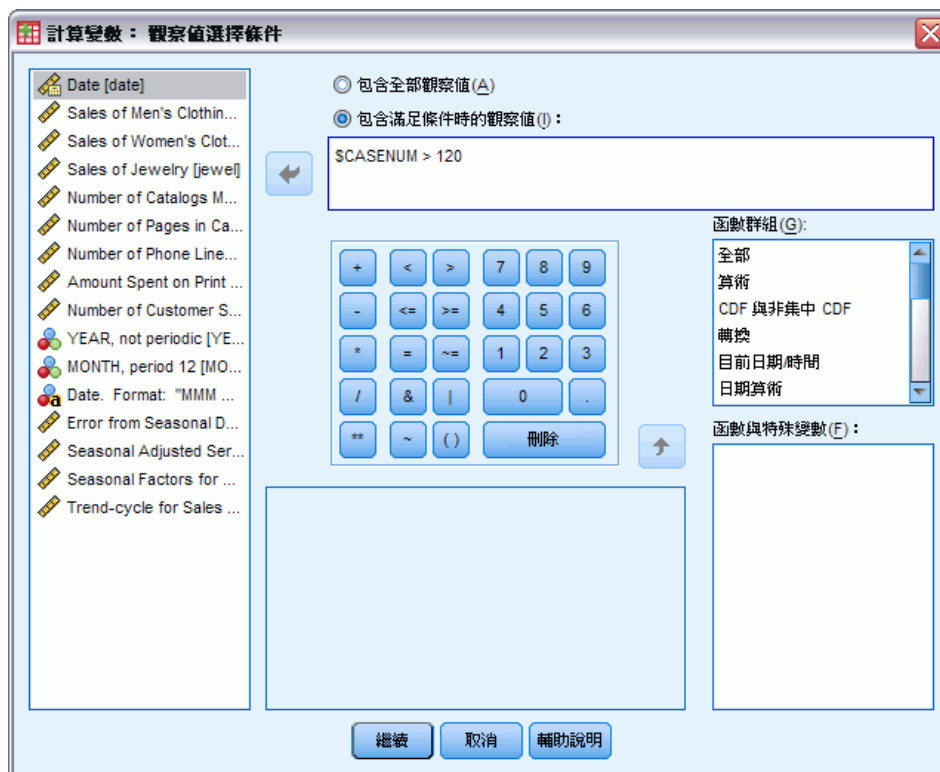 計算變數： 觀察值選擇條件
Date [date]
Sales of Men's Clothin...
Sales of Women's Clot...
Sales of Jewelry [jewel]
Number of Catalogs M...
Number of Pages in Ca...
Number of Phone Line...
Amount Spent on Print ...
Number of Customer S...
YEAR, not periodic [YE...
MONTH, period 12 [MO...
Date.  Format:  "MMM ...
Error from Seasonal D...
Seasonal Adjusted Ser...
Seasonal Factors for ...
Trend-cycle for Sales ...
包含全部觀察值(A)
包含滿足條件時的觀察值(I)：
$CASENUM > 120
+ < > 7 8 9
- <= >= 4 5 6
* = ~= 1 2 3
/ & | 0 .
** ~ ( ) 刪除
函數群組(G):
全部
算術
CDF 與非集中 CDF
轉換
目前日期/時間
日期算術
函數與特殊變數(F)：
繼續 取消 輔助說明